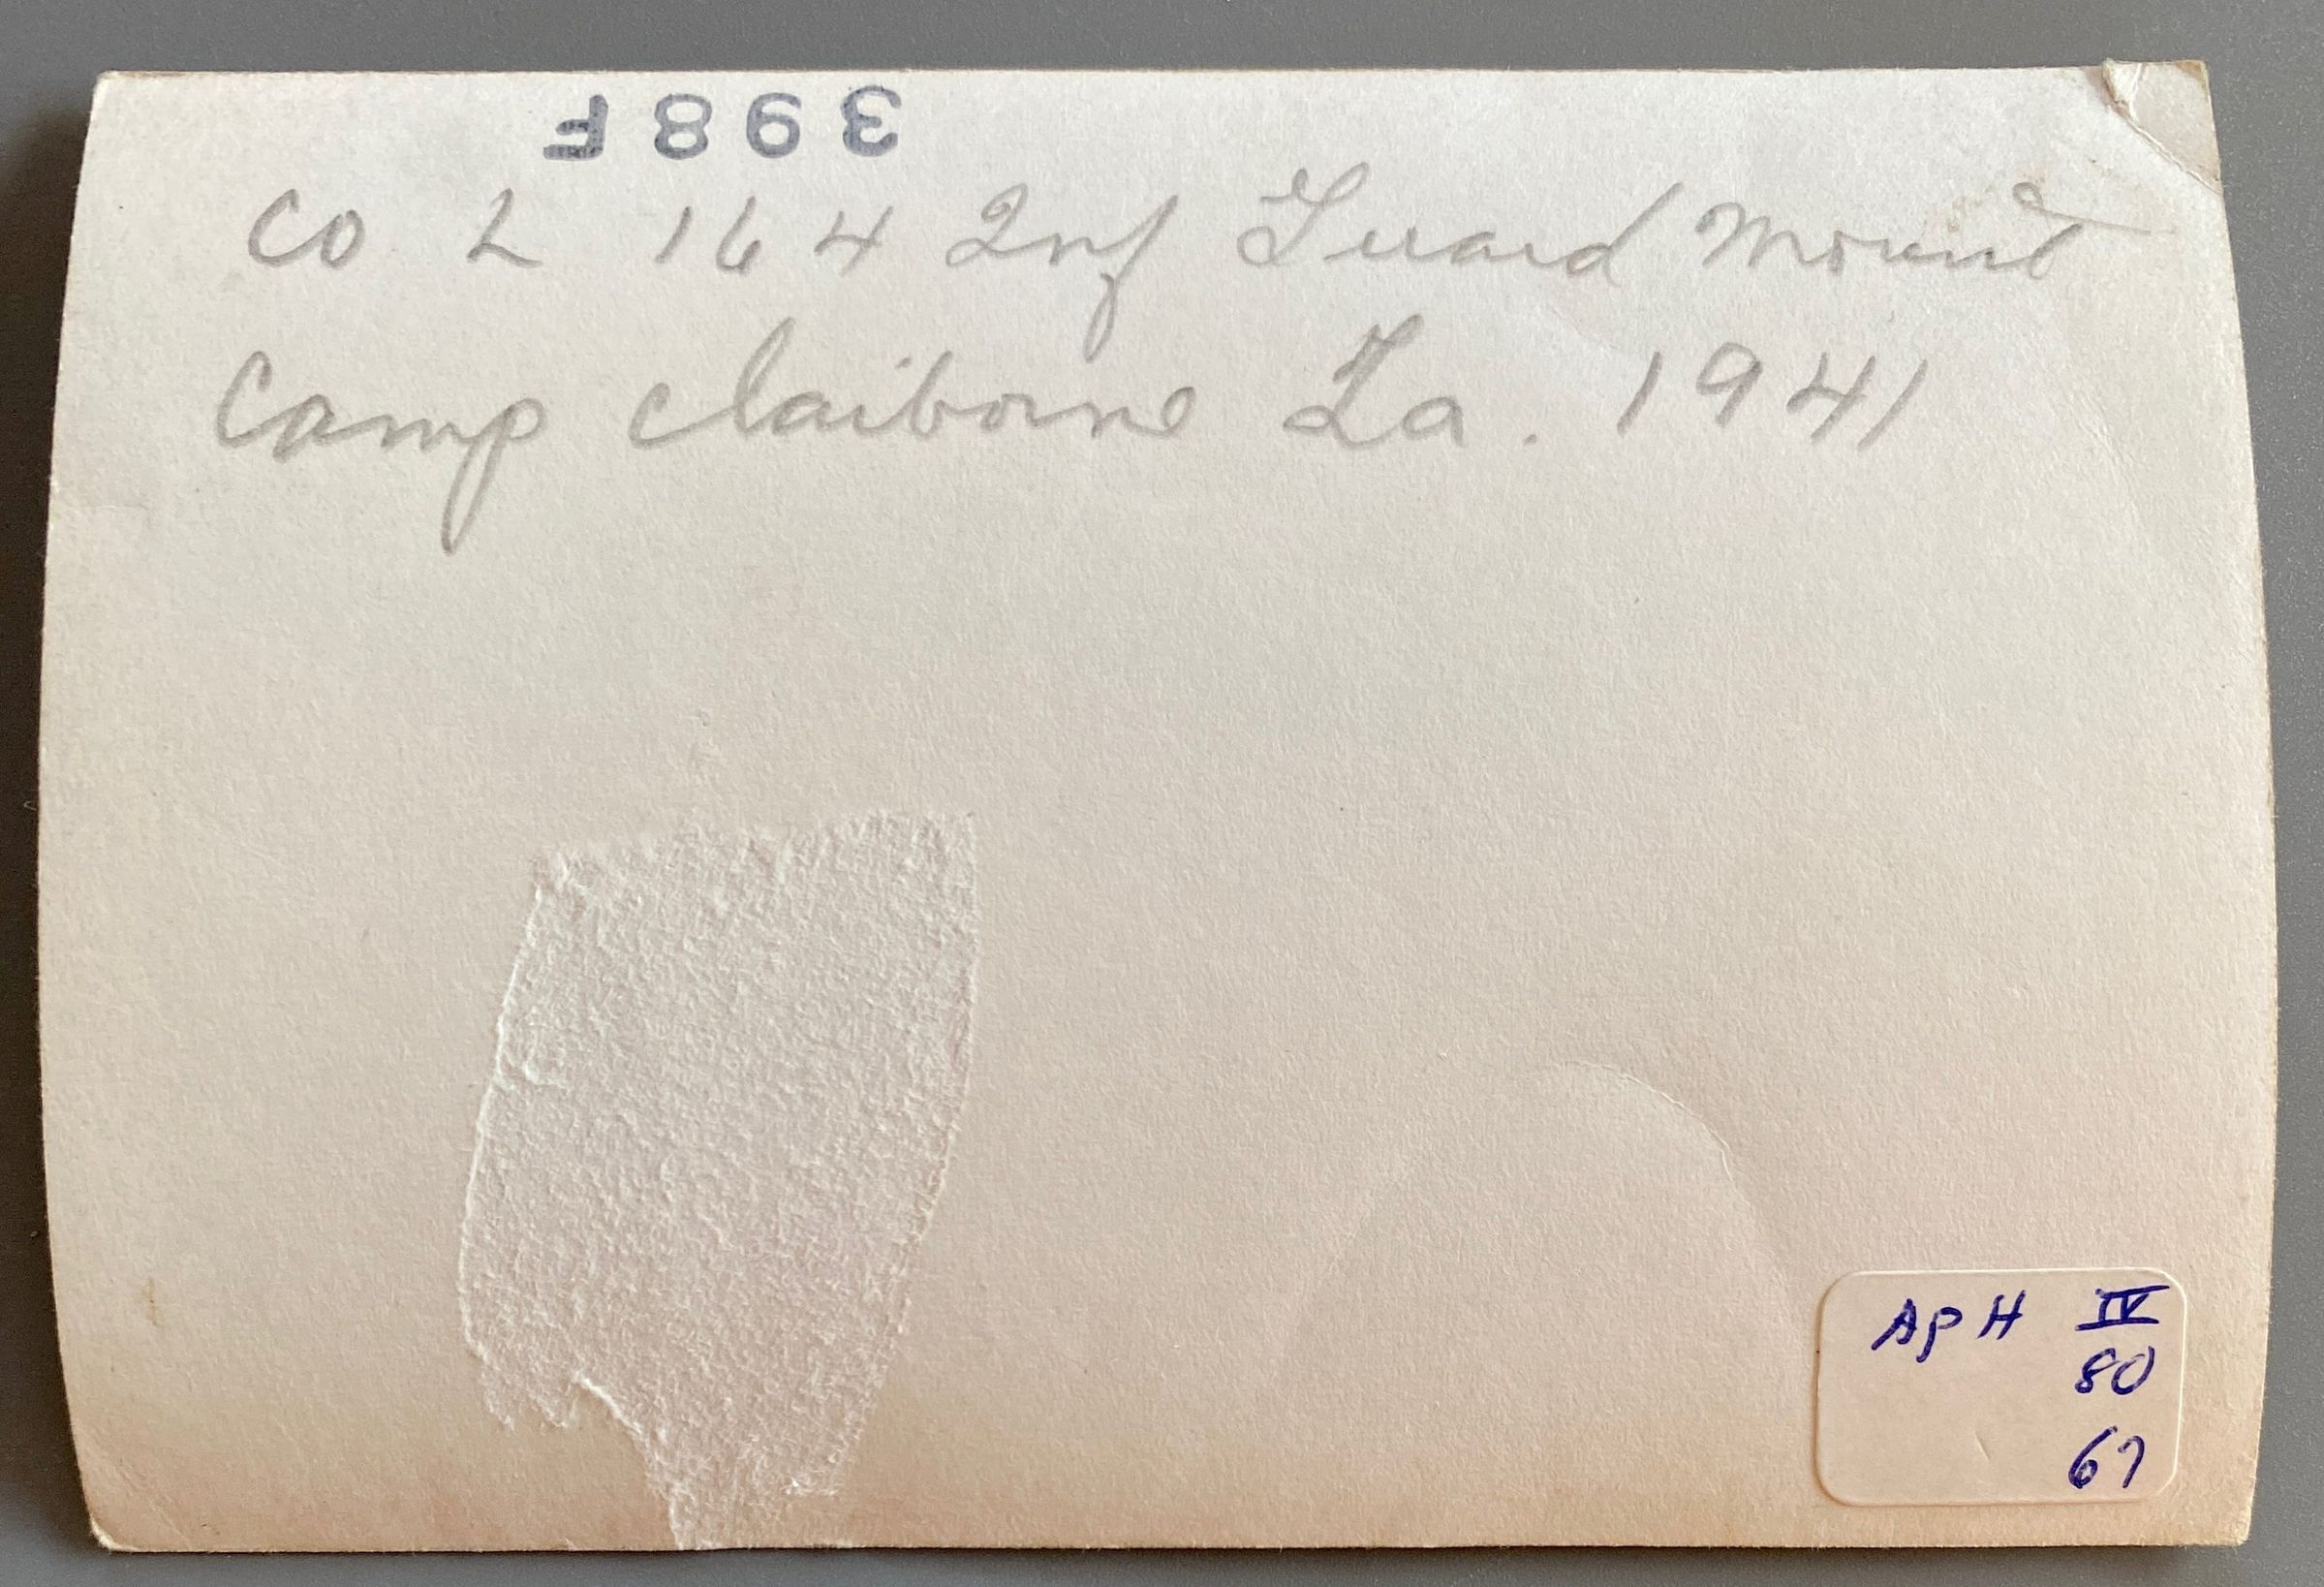 398F
Co L 164 Inf Guard Mount
Camp Claiborne La. 1941
APH IV
80
67